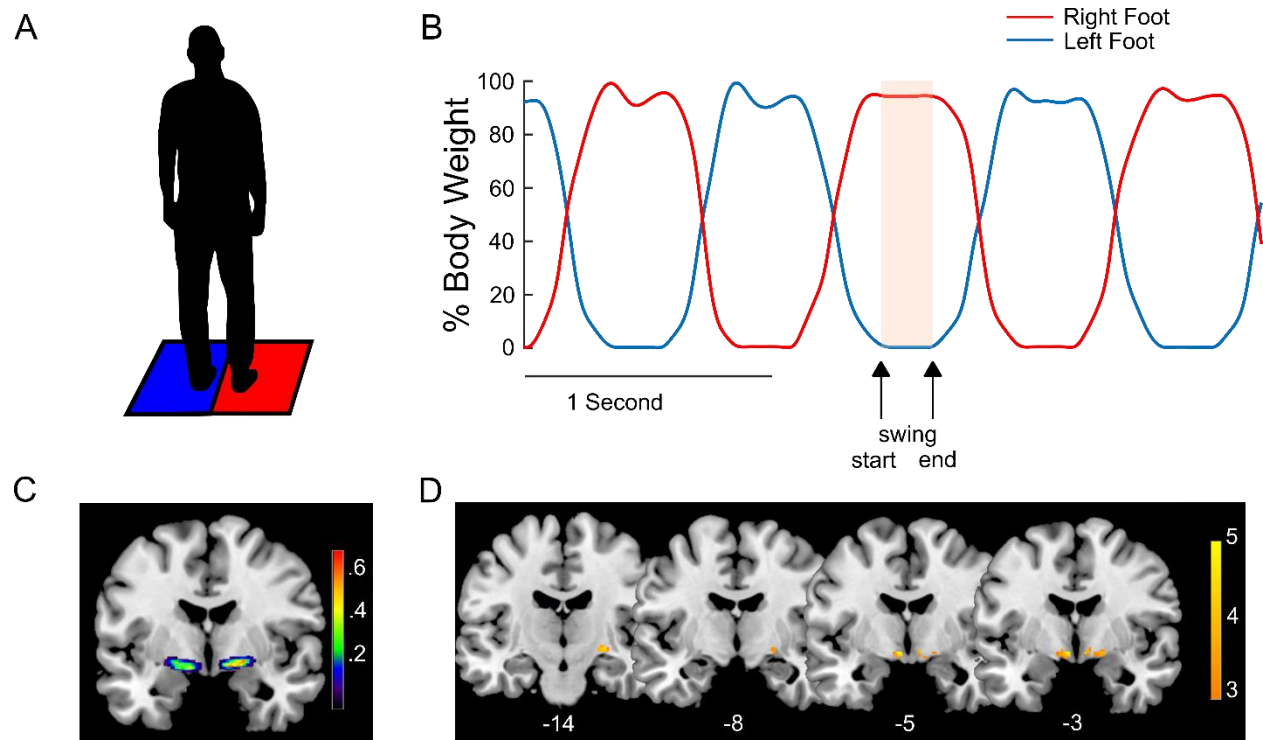 A
B
Right Foot
Left Foot
% Body Weight
100
80
60
40
20
0
1 Second
swing
start end
C
.6
.4
.2
D
5
4
3
-14 -8 -5 -3